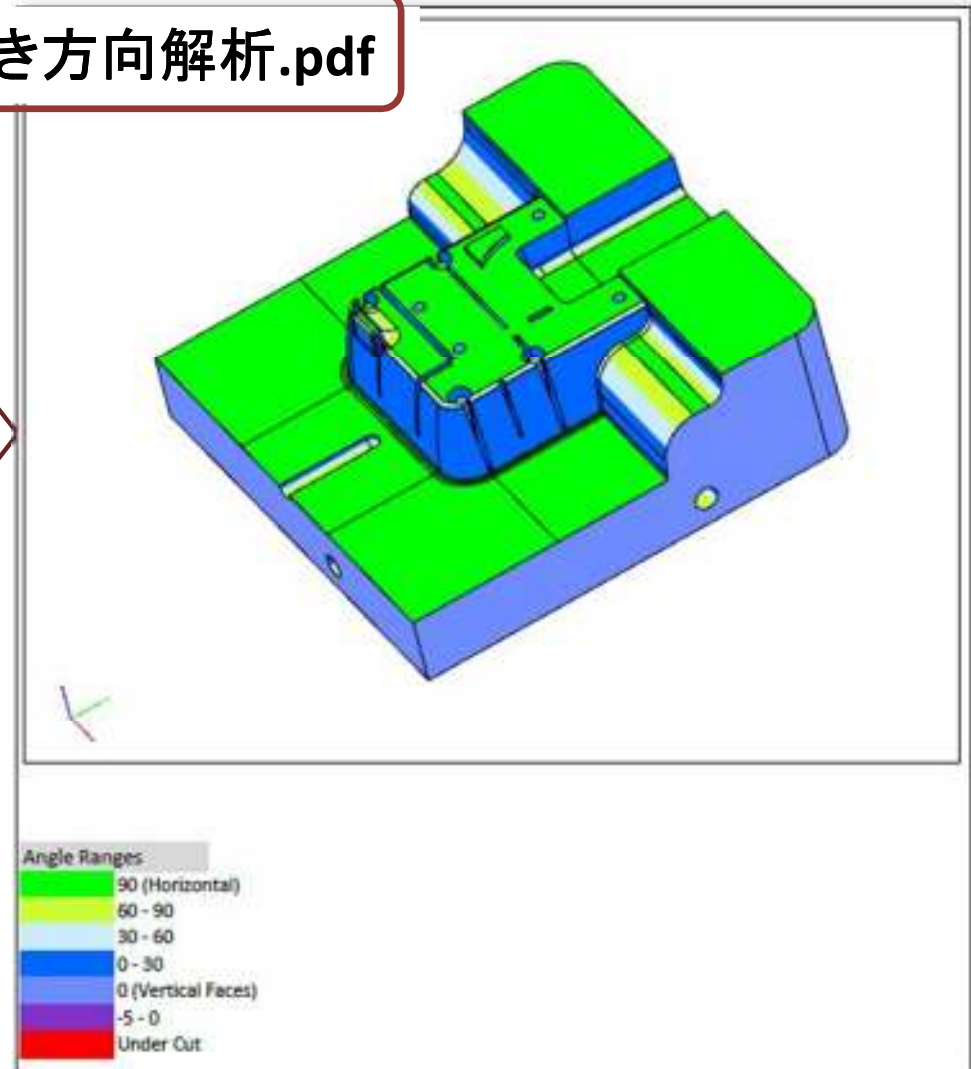 き方向解析.pdf
Angle Ranges
90 (Horizontal)
60 - 90
30 - 60
0 - 30
0 (Vertical Faces)
-5 - 0
Under Cut